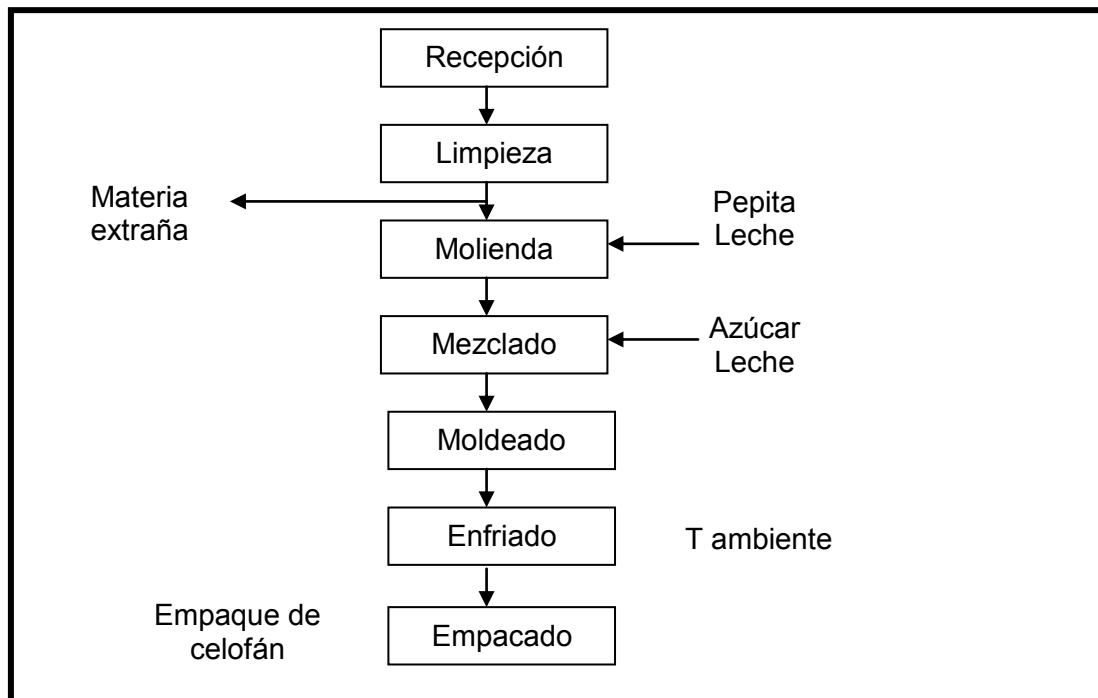 Recepción
Limpieza
Materia
extraña
Pepita
Leche
Molienda
Azúcar
Leche
Mezclado
Moldeado
Enfriado
T ambiente
Empaque de
celofán
Empacado